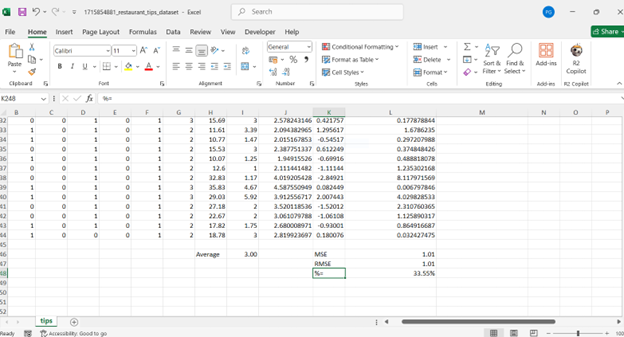 1715854881_restaurant_tips_dataset - Excel
Search
PG
File Home Insert Page Layout Formulas Data Review View Developer Help Share
Paste
Calibri 11 General Conditional Formatting Insert
B I U Format as Table Delete Sort & Find & Add-ins R2
Cell Styles Format Filter Select Copilot
Clipboard Font Alignment Number Styles Cells Editing Add-ins R2 Copilot
K248 fx %=
B C D E F G H I J K L M N O P
32 0 0 1 0 1 3 15.69 3 2.578243146 0.421757 0.177878844
33 1 0 1 0 1 2 11.61 3.39 2.094382965 1.295617 1.6786235
34 1 0 1 0 1 2 10.77 1.47 2.015167853 -0.54517 0.297207988
35 0 0 1 0 1 2 15.53 3 2.387751337 0.612249 0.374848426
36 1 0 1 0 1 2 10.07 1.25 1.94915526 -0.69916 0.488818078
37 0 0 1 0 1 2 12.6 1 2.111441482 -1.11144 1.235302168
38 0 0 1 0 1 2 32.83 1.17 4.019205428 -2.84921 8.117971569
39 1 0 1 0 1 3 35.83 4.67 4.587550949 0.082449 0.006797846
40 0 0 1 0 1 3 29.03 5.92 3.912556717 2.007443 4.029828533
41 1 0 1 0 1 2 27.18 2 3.520118536 -1.52012 2.310760365
42 0 0 1 0 1 2 22.67 2 3.061079788 -1.06108 1.125890317
43 0 0 1 0 1 2 17.82 1.75 2.680008971 -0.93001 0.864916687
44 1 0 0 0 1 2 18.78 3 2.819923697 0.180076 0.032427475
45
46 Average 3.00 MSE 1.01
47 RMSE 1.01
48 %= 33.55%
49
50
51
52
tips
Ready Accessibility: Good to go 100